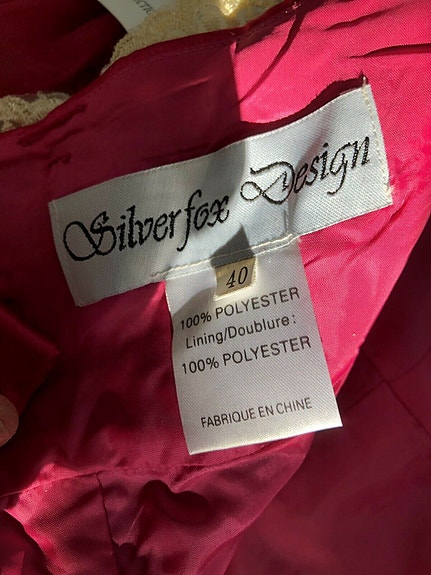 Silverfox Design
40
100% POLYESTER
Lining/Doublure:
100% POLYESTER
FABRIQUE EN CHINE